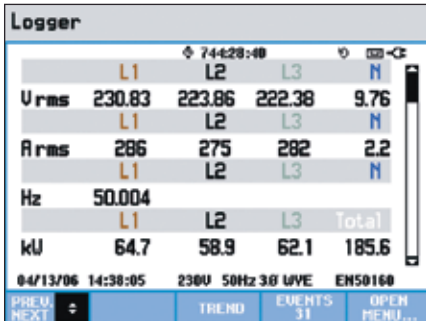 Logger
744:28:40
L1 L2 L3 N
Vrms 230.83 223.86 222.38 9.76
L1 L2 L3 N
Arms 286 275 282 2.2
L1 L2 L3 N
Hz 50.004
L1 L2 L3 Total
kW 64.7 58.9 62.1 185.6
04/13/06 14:38:05 230V 50Hz 3Ø WYE EN50160
PREV. NEXT TREND EVENTS 31 OPEN MENU...